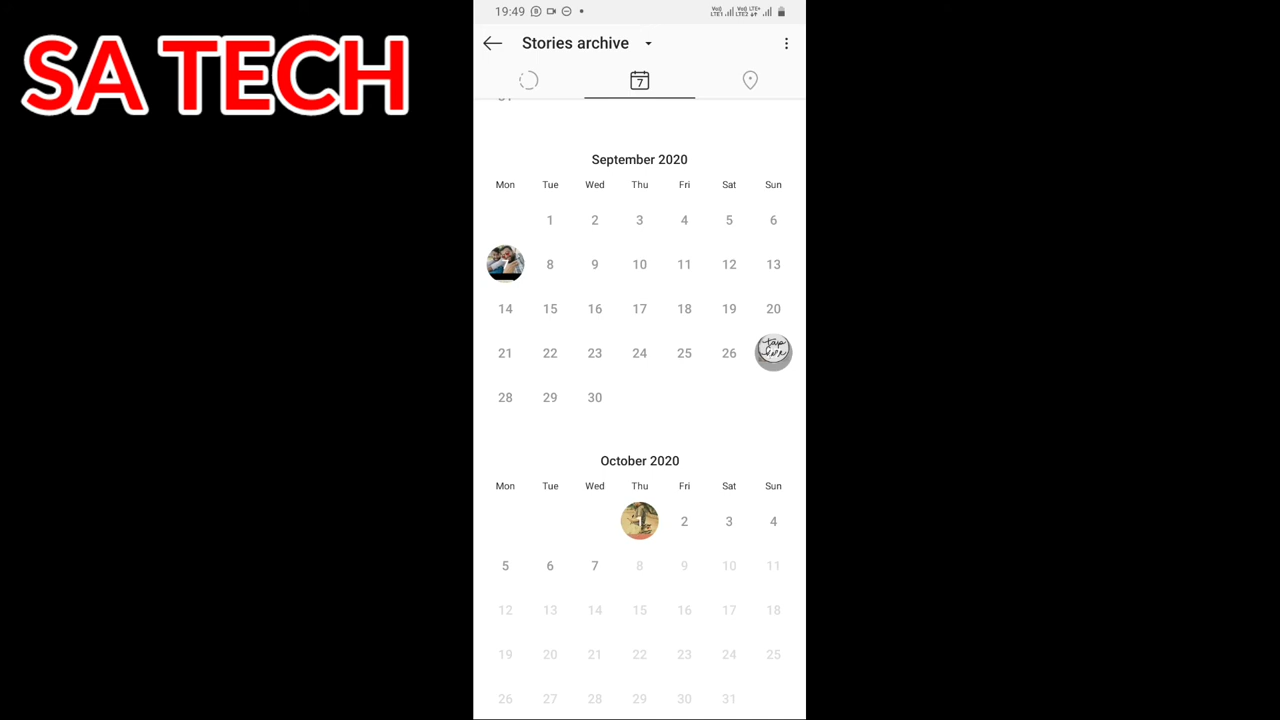 SA TECH
19:49
Stories archive
7
September 2020
Mon Tue Wed Thu Fri Sat Sun
1 2 3 4 5 6
8 9 10 11 12 13
14 15 16 17 18 19 20
21 22 23 24 25 26 tap here
28 29 30
October 2020
Mon Tue Wed Thu Fri Sat Sun
1 2 3 4
5 6 7 8 9 10 11
12 13 14 15 16 17 18
19 20 21 22 23 24 25
26 27 28 29 30 31